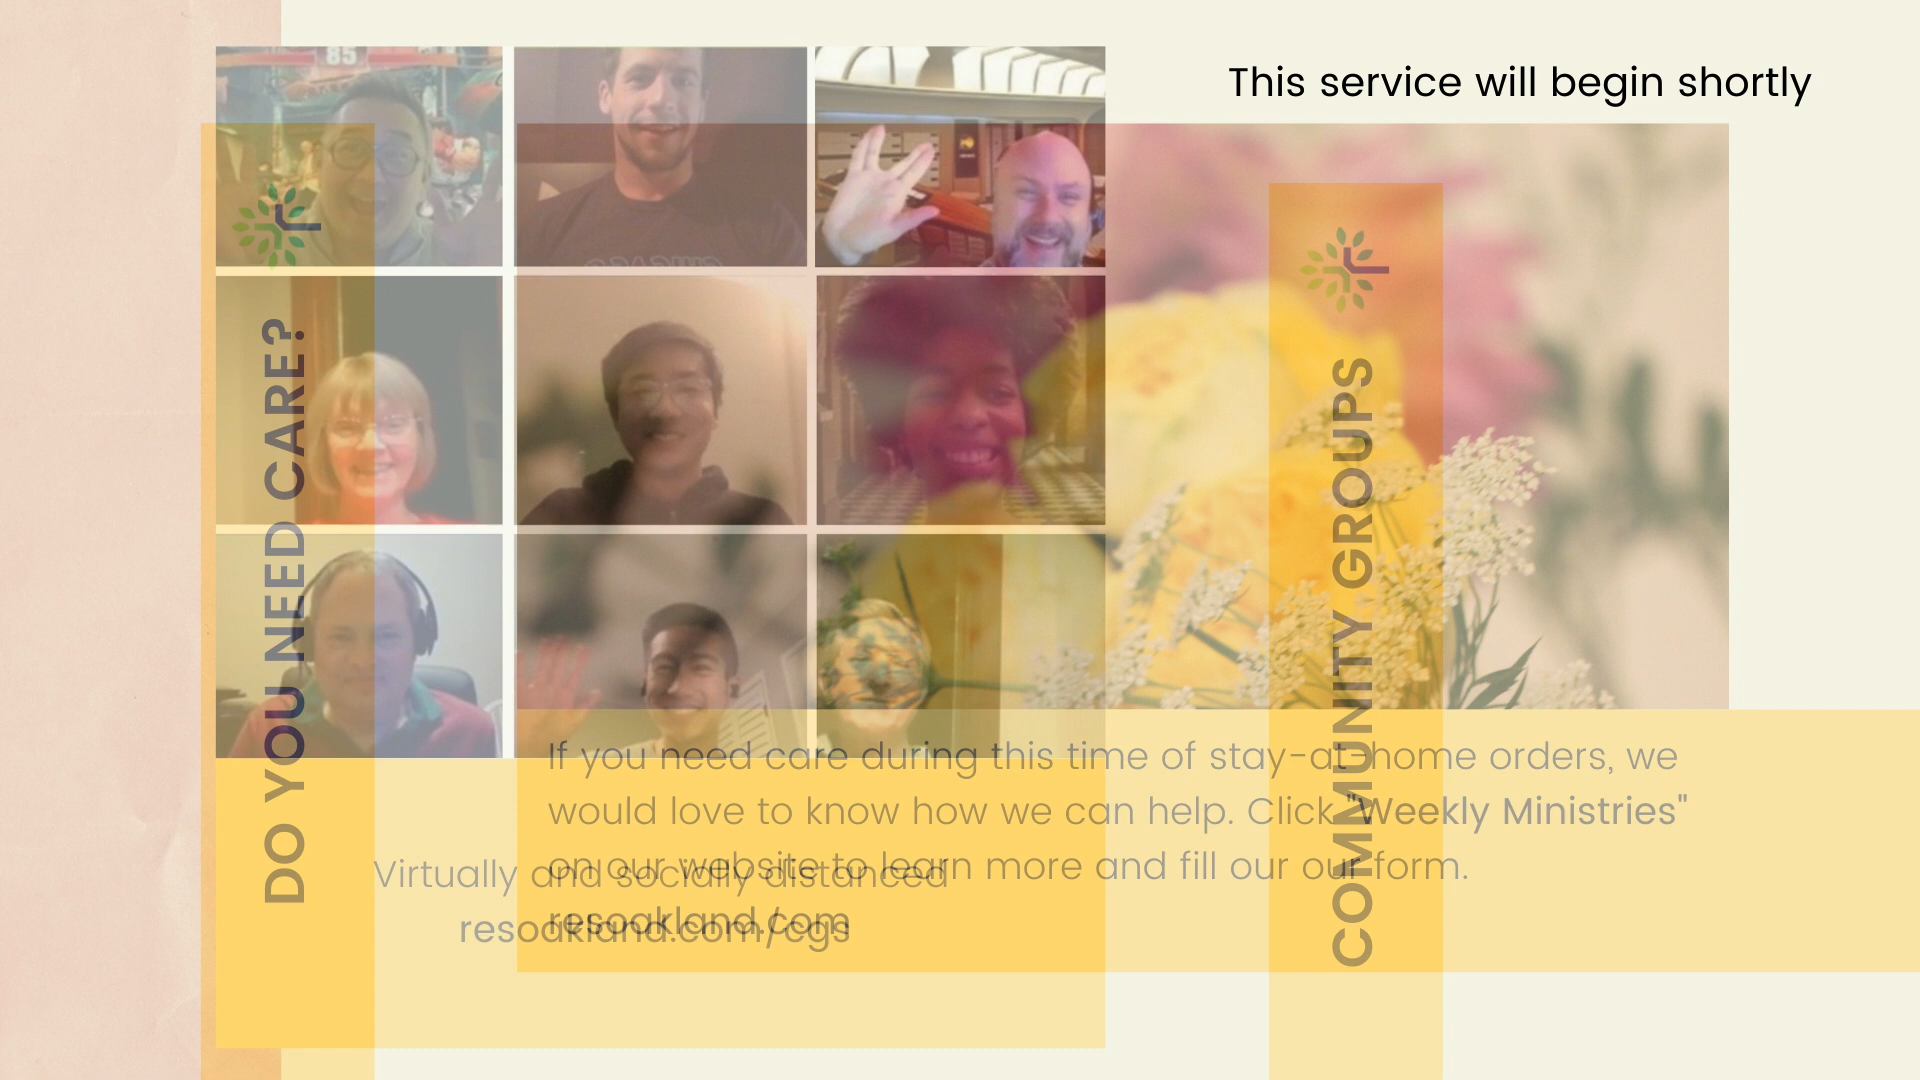 This service will begin shortly
85
DO YOU NEED CARE?
If you need care during this time of stay-at-home orders, we
would love to know how we can help. Click "Weekly Ministries"
on our website to learn more and fill our our form.
resoakland.com
COMMUNITY GROUPS
Virtually and socially distanced
resoakland.com/cgs